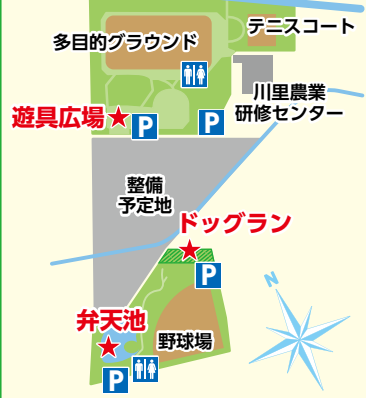 テニスコート
多目的グラウンド
川里農業
研修センター
遊具広場
P
P
整備
予定地
ドッグラン
P
弁天池
野球場
P
N